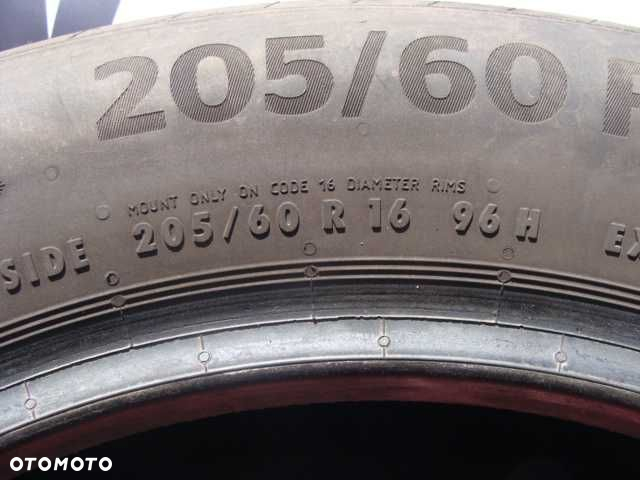 205/60 R
MOUNT ONLY ON CODE 16 DIAMETER RIMS
SIDE 205/60 R 16 96 H
OTOMOTO